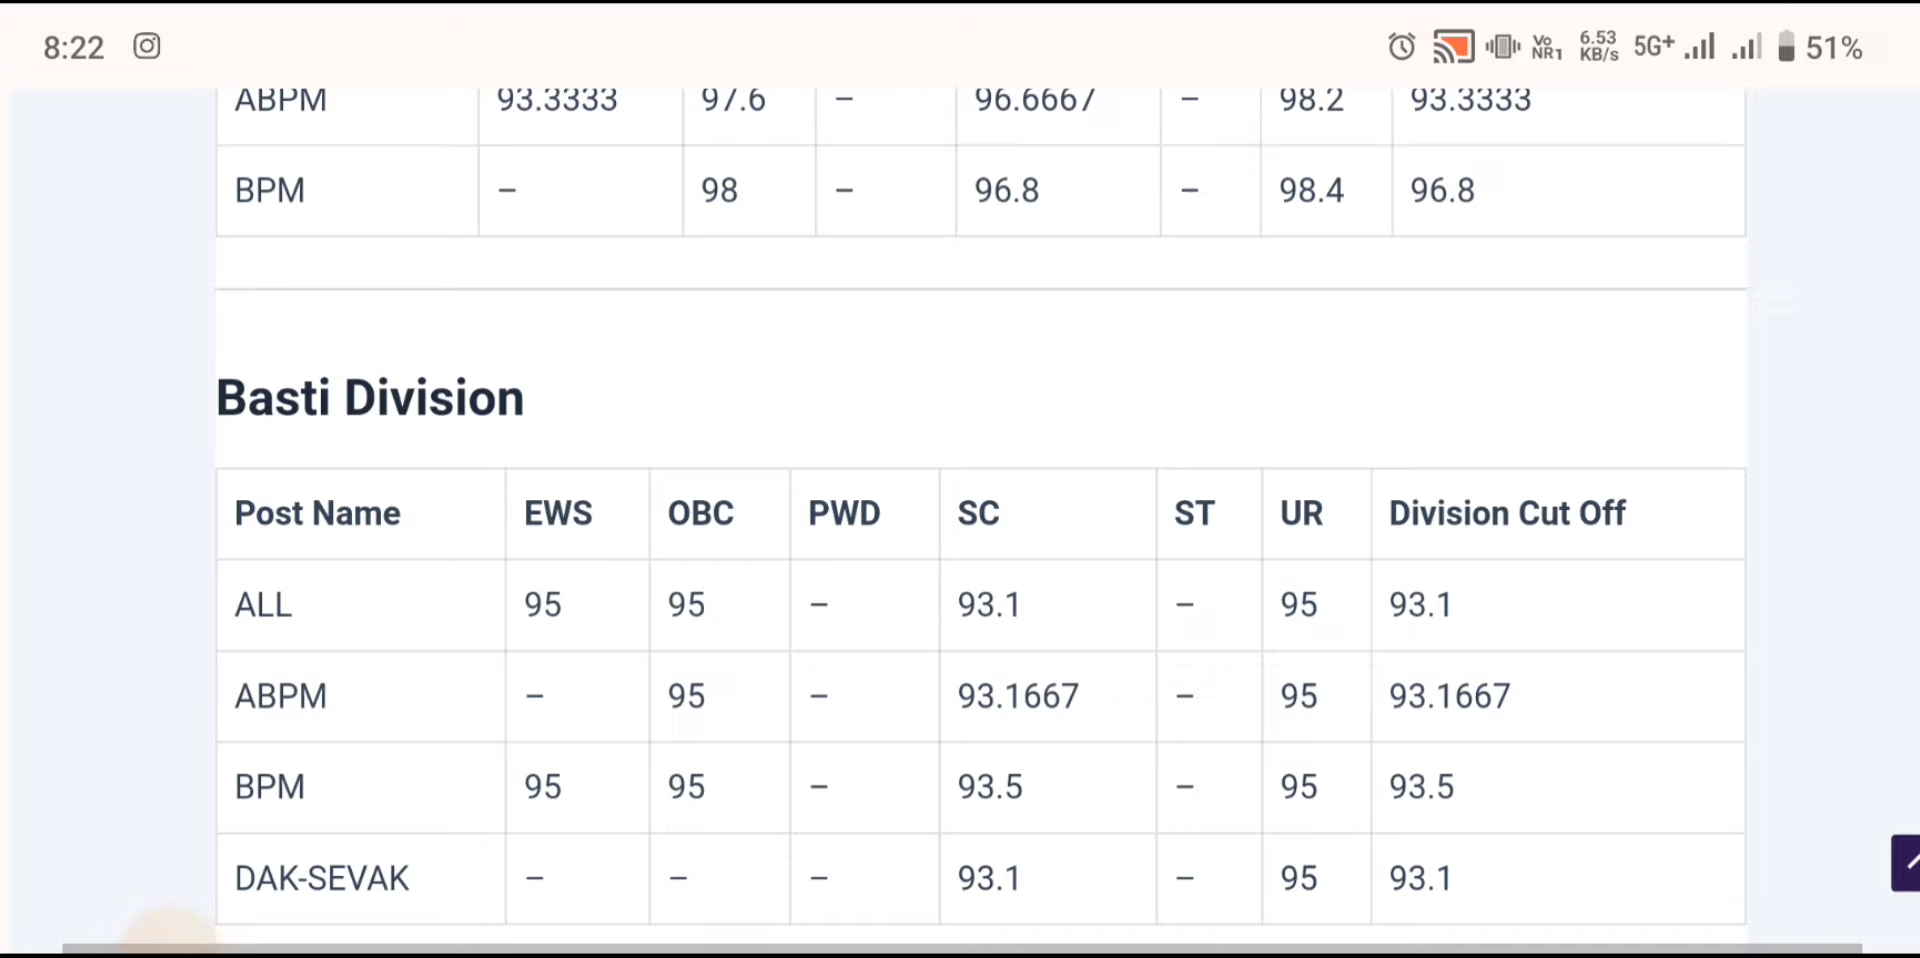 8:22 Vo NR1 6.53 KB/s 5G+ 51%
ABPM 93.3333 97.6 – 96.6667 – 98.2 93.3333
BPM – 98 – 96.8 – 98.4 96.8
Basti Division
Post Name EWS OBC PWD SC ST UR Division Cut Off
ALL 95 95 – 93.1 – 95 93.1
ABPM – 95 – 93.1667 – 95 93.1667
BPM 95 95 – 93.5 – 95 93.5
DAK-SEVAK – – – 93.1 – 95 93.1